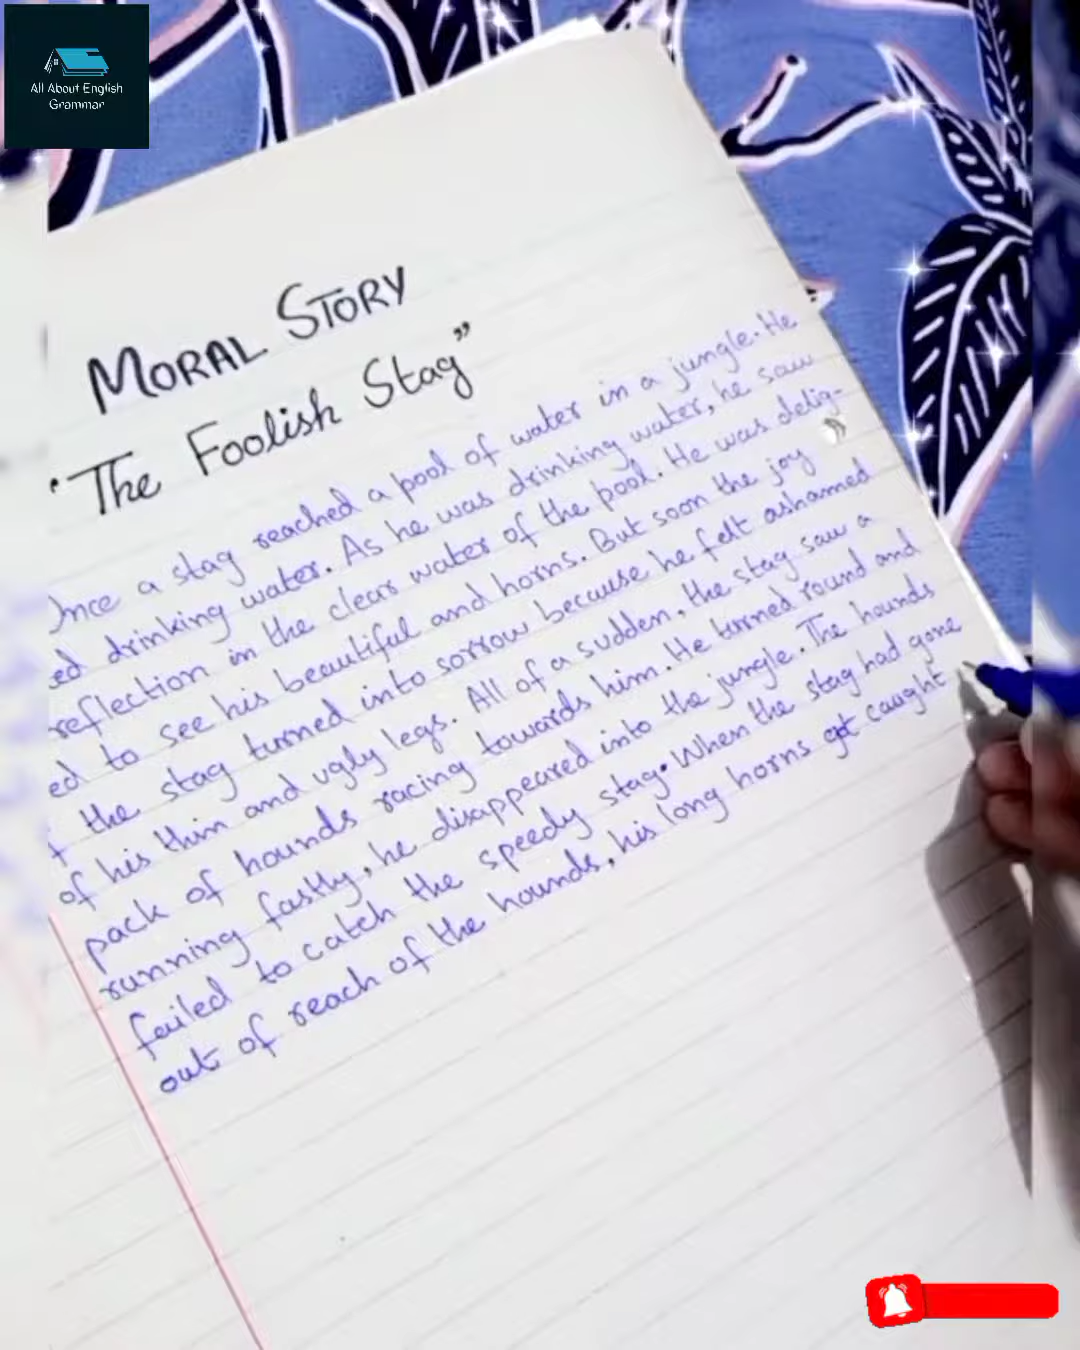 All About English
Grammar
MORAL STORY
"The Foolish Stag"
Once a stag reached a pool of water in a jungle. He
ed drinking water. As he was drinking water, he saw
reflection in the clear water of the pool. He was delig-
ed to see his beautiful and horns. But soon the joy
the stag turned into sorrow because he felt ashamed
of his thin and ugly legs. All of a sudden, the stag saw a
pack of hounds racing towards him. He turned round and
running fastly, he disappeared into the jungle. The hounds
failed to catch the speedy stag. When the stag had gone
out of reach of the hounds, his long horns got caught